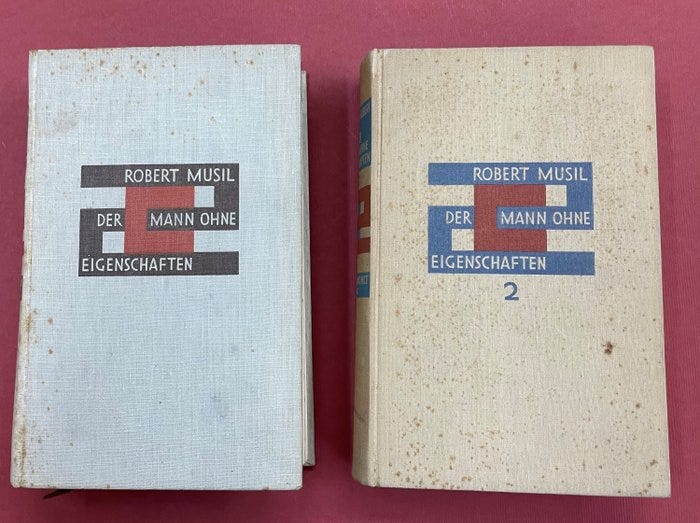 ROBERT MUSIL
DER MANN OHNE
EIGENSCHAFTEN
ROBERT MUSIL
DER MANN OHNE
EIGENSCHAFTEN
2